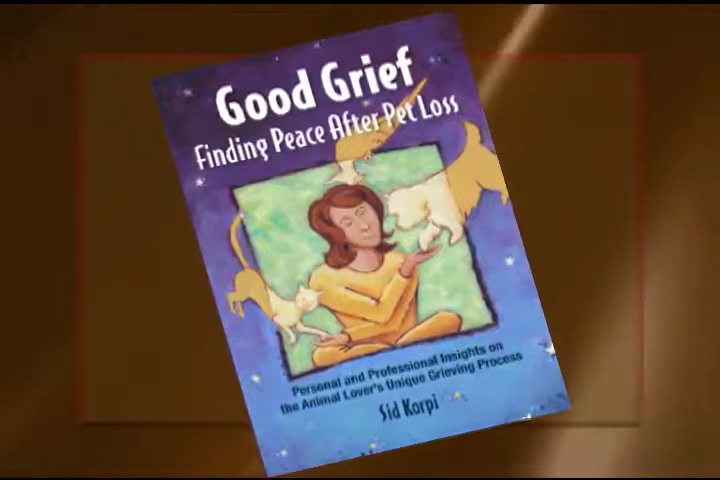 Good Grief
Finding Peace After Pet Loss
Personal and Professional Insights on
the Animal Lover's Unique Grieving Process
Sid Korpi